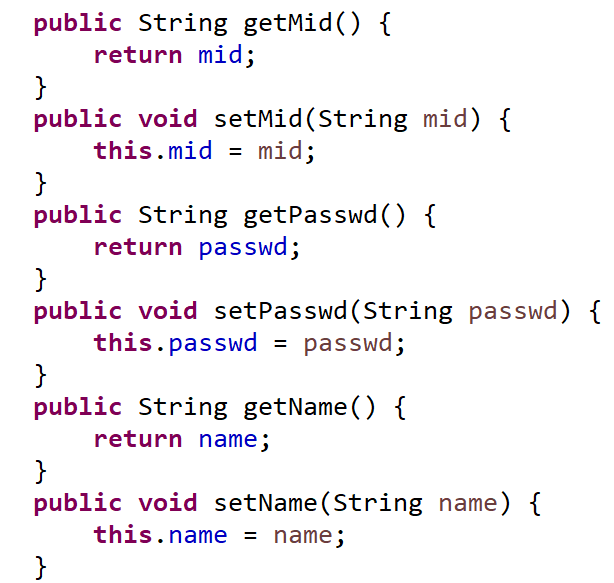 public String getMid() {
    return mid;
}
public void setMid(String mid) {
    this.mid = mid;
}
public String getPasswd() {
    return passwd;
}
public void setPasswd(String passwd) {
    this.passwd = passwd;
}
public String getName() {
    return name;
}
public void setName(String name) {
    this.name = name;
}